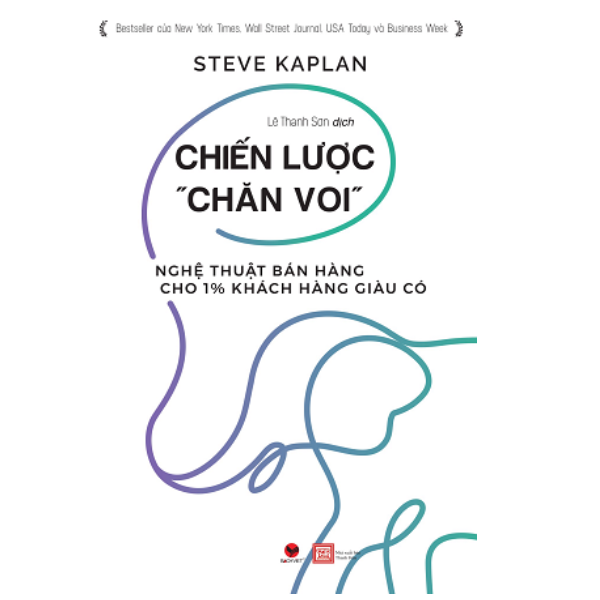 Bestseller của New York Times, Wall Street Journal, USA Today và Business Week
STEVE KAPLAN
Lê Thanh Sơn dịch
CHIẾN LƯỢC
"CHĂN VOI"
NGHỆ THUẬT BÁN HÀNG
CHO 1% KHÁCH HÀNG GIÀU CÓ